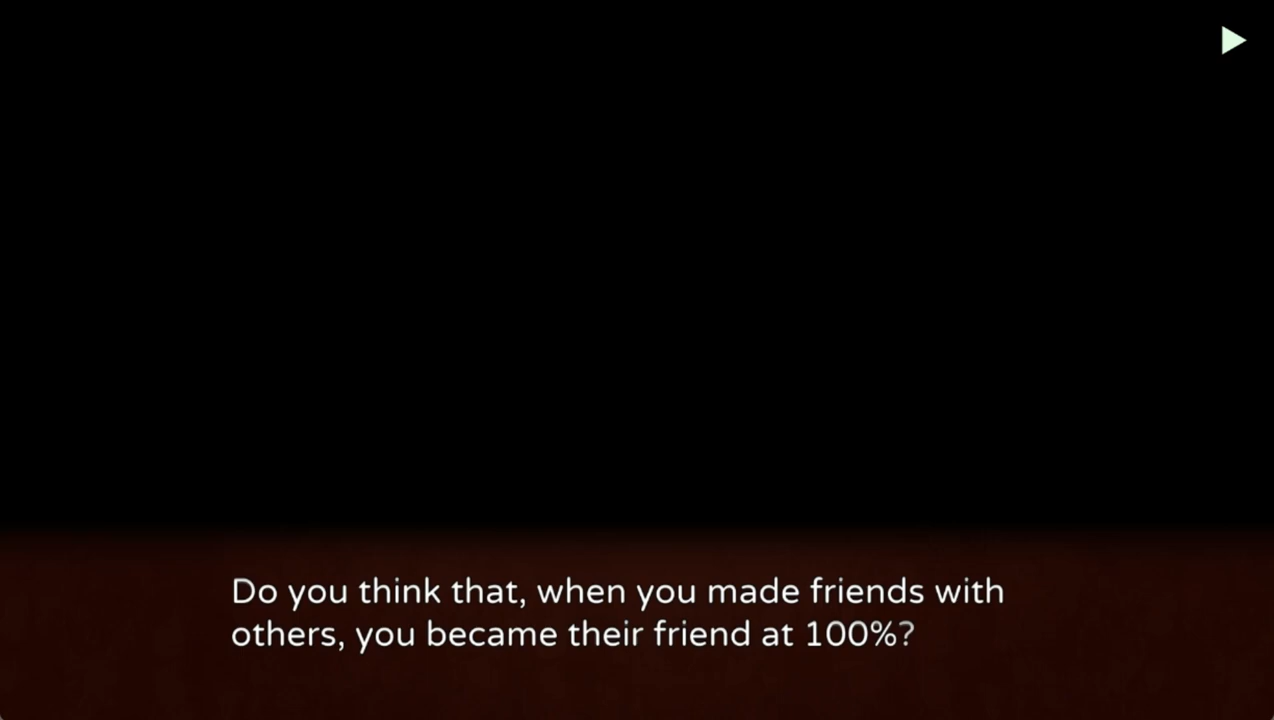 Do you think that, when you made friends with
others, you became their friend at 100%?